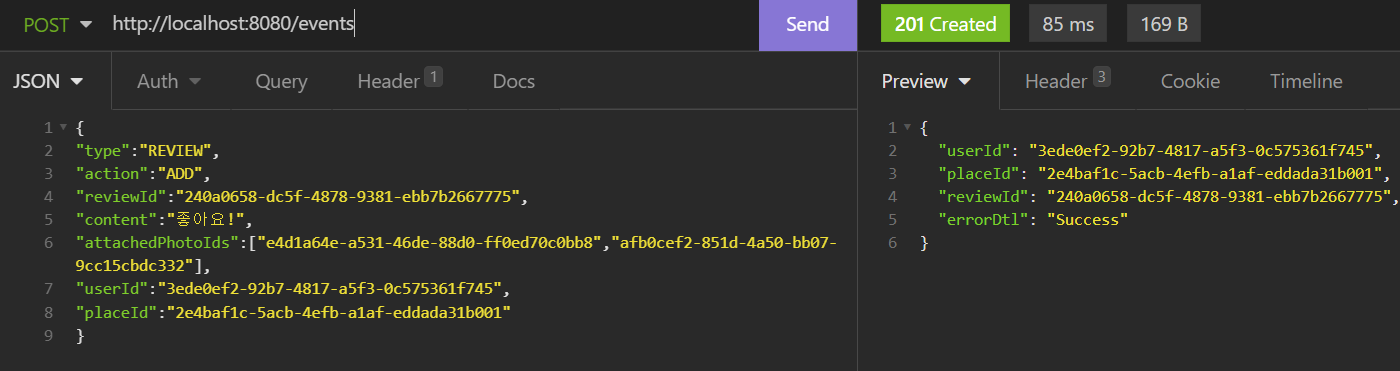 POST http://localhost:8080/events Send 201 Created 85 ms 169 B
JSON Auth Query Header 1 Docs Preview Header 3 Cookie Timeline
1 {
2 "type":"REVIEW",
3 "action":"ADD",
4 "reviewId":"240a0658-dc5f-4878-9381-ebb7b2667775",
5 "content":"좋아요!",
6 "attachedPhotoIds":["e4d1a64e-a531-46de-88d0-ff0ed70c0bb8","afb0cef2-851d-4a50-bb07-
9cc15cbdc332"],
7 "userId":"3ede0ef2-92b7-4817-a5f3-0c575361f745",
8 "placeId":"2e4baf1c-5acb-4efb-a1af-eddada31b001"
9 }
1 {
2 "userId": "3ede0ef2-92b7-4817-a5f3-0c575361f745",
3 "placeId": "2e4baf1c-5acb-4efb-a1af-eddada31b001",
4 "reviewId": "240a0658-dc5f-4878-9381-ebb7b2667775",
5 "errorDtl": "Success"
6 }